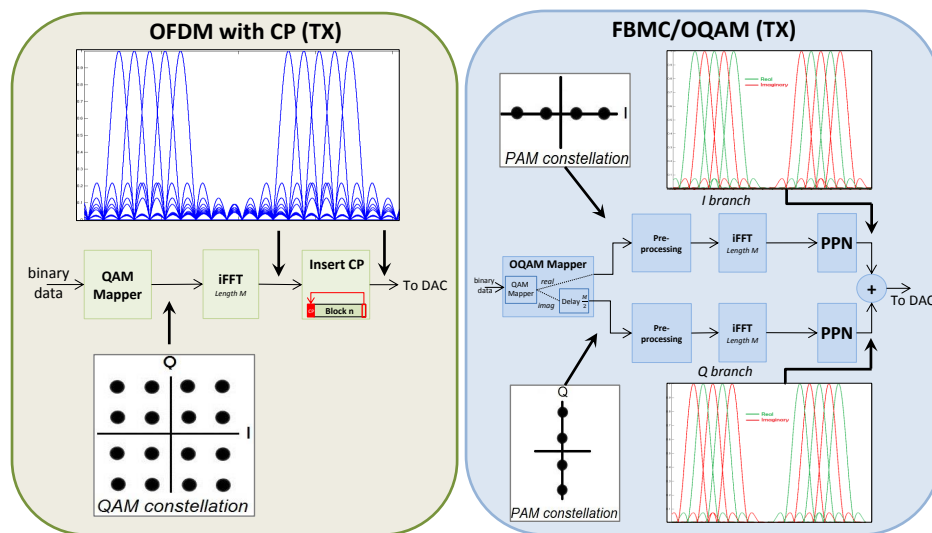 OFDM with CP (TX)
binary
data
QAM
Mapper
iFFT
Length M
Insert CP
CP
Block n
To DAC
Q
I
QAM constellation
FBMC/OQAM (TX)
I
PAM constellation
Real
Imaginary
I branch
binary
data
OQAM Mapper
QAM
Mapper
real
imag
Delay M/2
Pre-
processing
iFFT
Length M
PPN
+
To DAC
Pre-
processing
iFFT
Length M
PPN
Q branch
Q
PAM constellation
Real
Imaginary